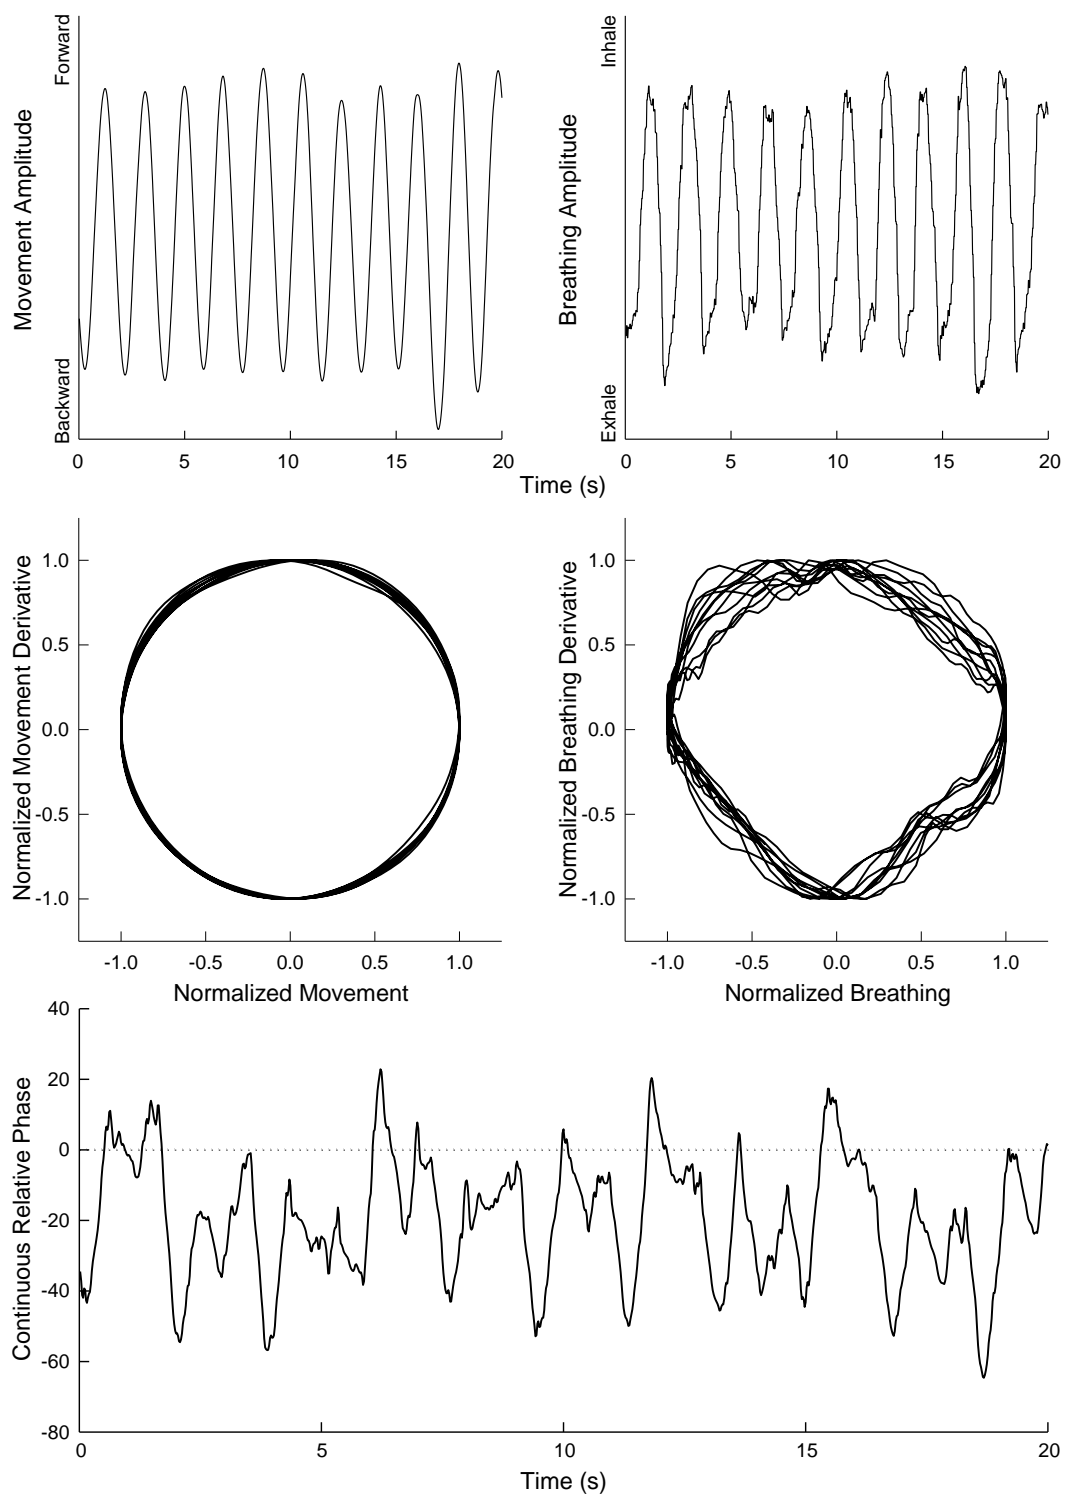 Movement Amplitude
Forward
Backward
0 5 10 15 20
Breathing Amplitude
Inhale
Exhale
0 5 10 15 20
Time (s)
Normalized Movement Derivative
1.0
0.5
0.0
-0.5
-1.0
-1.0 -0.5 0.0 0.5 1.0
Normalized Movement
Normalized Breathing Derivative
1.0
0.5
0.0
-0.5
-1.0
-1.0 -0.5 0.0 0.5 1.0
Normalized Breathing
Continuous Relative Phase
40
20
0
-20
-40
-60
-80
0 5 10 15 20
Time (s)